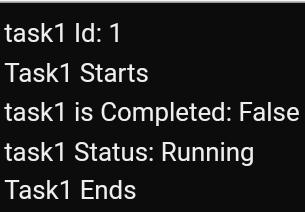 task1 Id: 1
Task1 Starts
task1 is Completed: False
task1 Status: Running
Task1 Ends